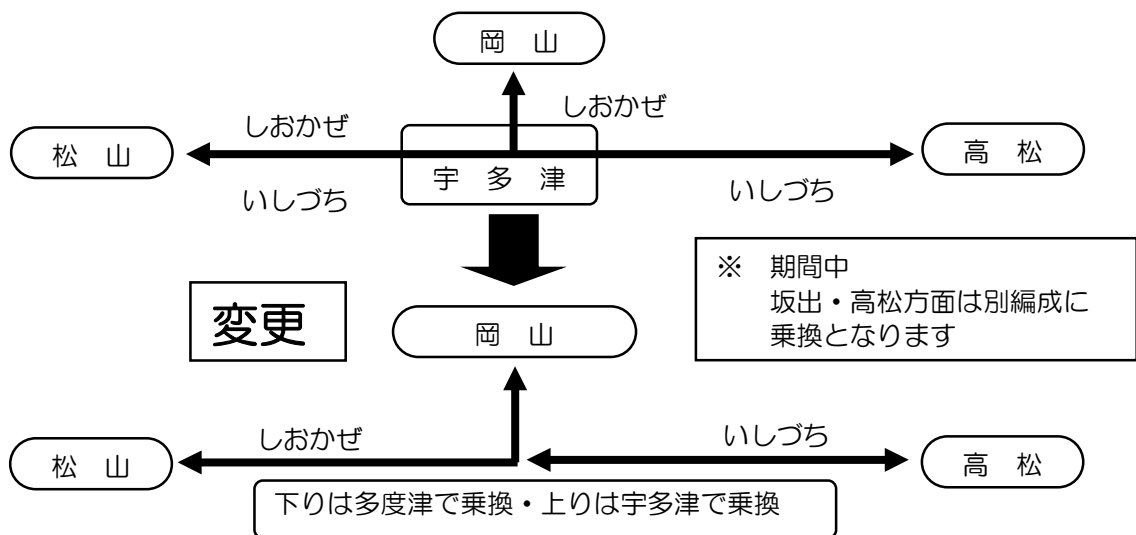 岡　山
しおかぜ
しおかぜ
松　山
高　松
宇　多　津
いしづち
いしづち
※　期間中
坂出・高松方面は別編成に
乗換となります
変更
岡　山
しおかぜ
いしづち
松　山
高　松
下りは多度津で乗換・上りは宇多津で乗換